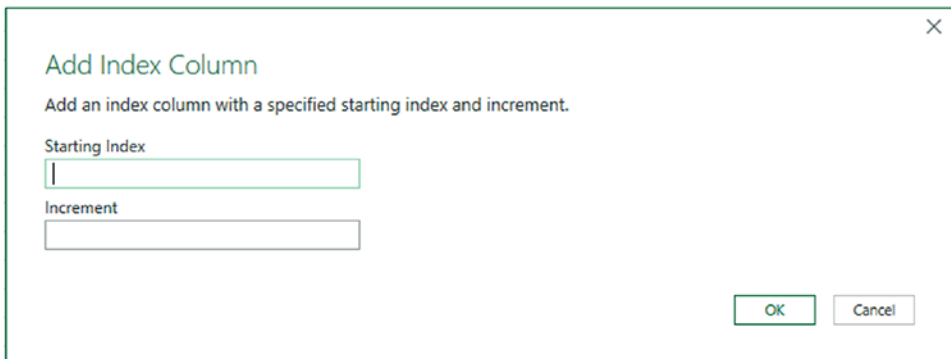 Add Index Column
Add an index column with a specified starting index and increment.
Starting Index
Increment
OK
Cancel